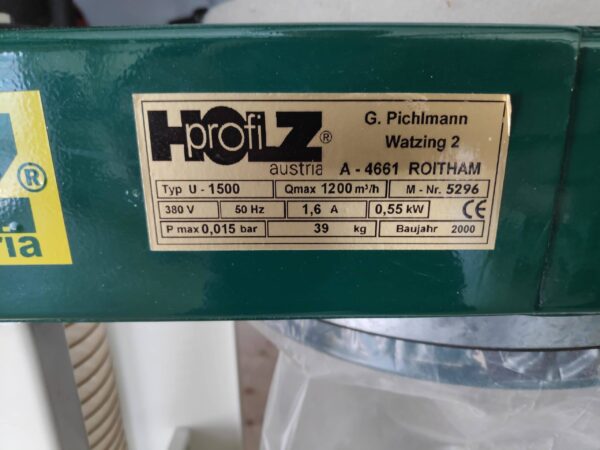 HOLZ profi ®
austria
G. Pichlmann
Watzing 2
A - 4661 ROITHAM
Typ U - 1500 Qmax 1200 m³/h M - Nr. 5296
380 V 50 Hz 1,6 A 0,55 kW CE
P max 0,015 bar 39 kg Baujahr 2000
Z ®
ria